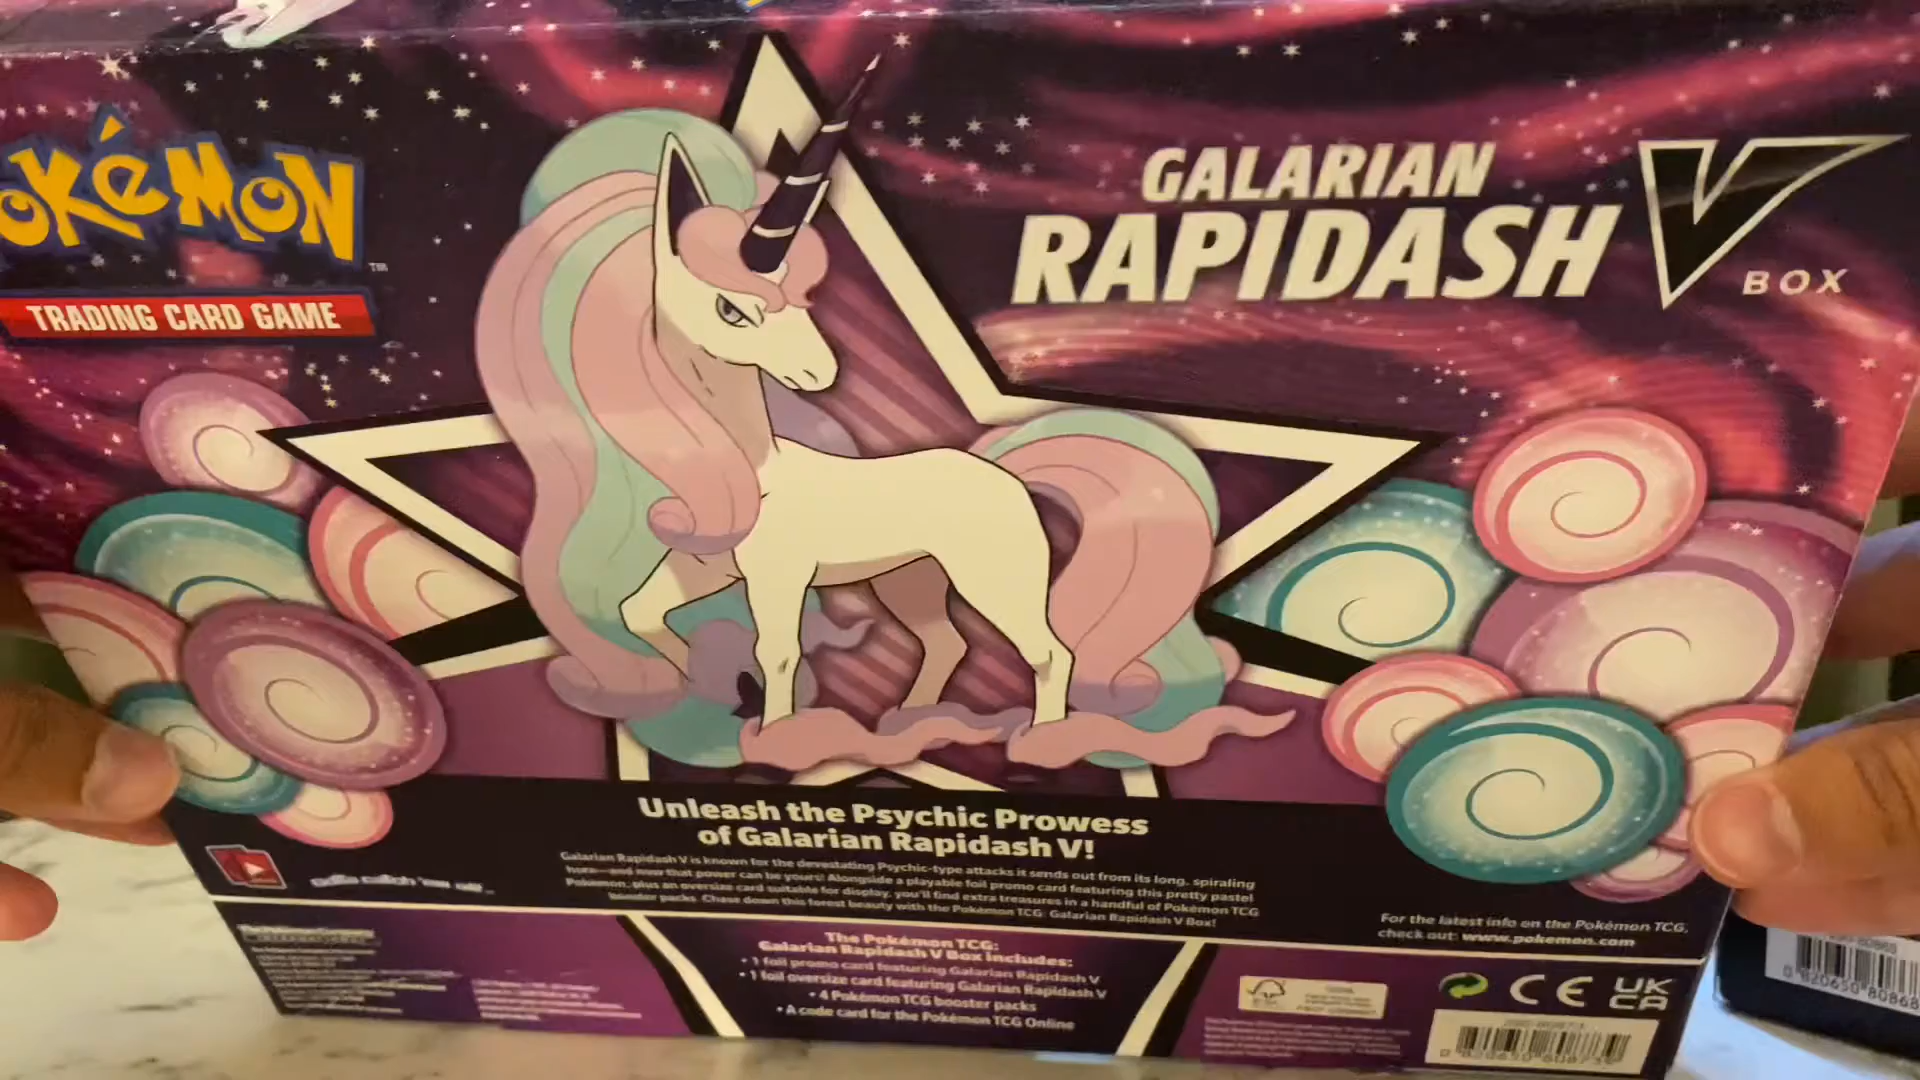 POKéMON
TM
TRADING CARD GAME
GALARIAN
RAPIDASH V
BOX
Unleash the Psychic Prowess
of Galarian Rapidash V!
Galarian Rapidash V is known for the devastating Psychic-type attacks it sends out from its long, spiraling
horn—and now that power can be yours! Alongside a playable foil promo card featuring this pretty pastel
Pokémon, plus an oversize card suitable for display, you'll find extra treasures in a handful of Pokémon TCG
booster packs. Chase down this forest beauty with the Pokémon TCG: Galarian Rapidash V Box!
For the latest info on the Pokémon TCG,
check out: www.pokemon.com
The Pokémon TCG:
Galarian Rapidash V Box includes:
• 1 foil promo card featuring Galarian Rapidash V
• 1 foil oversize card featuring Galarian Rapidash V
• 4 Pokémon TCG booster packs
• A code card for the Pokémon TCG Online
CE
UK
CA